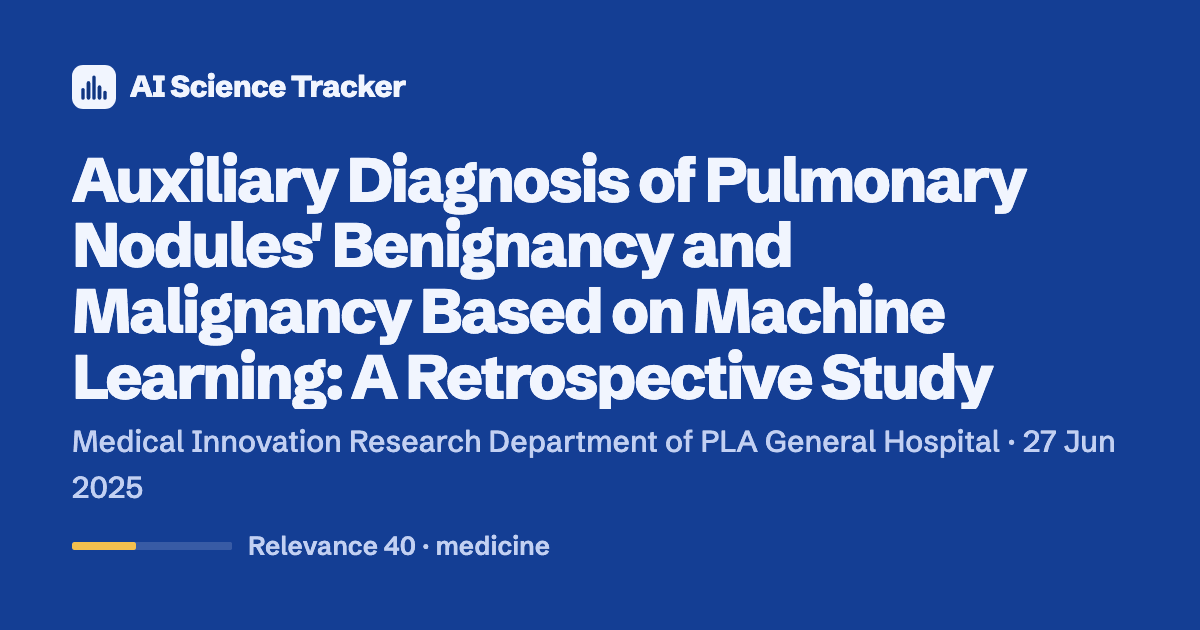 AI Science Tracker
Auxiliary Diagnosis of Pulmonary
Nodules' Benignancy and
Malignancy Based on Machine
Learning: A Retrospective Study
Medical Innovation Research Department of PLA General Hospital · 27 Jun
2025
Relevance 40 · medicine